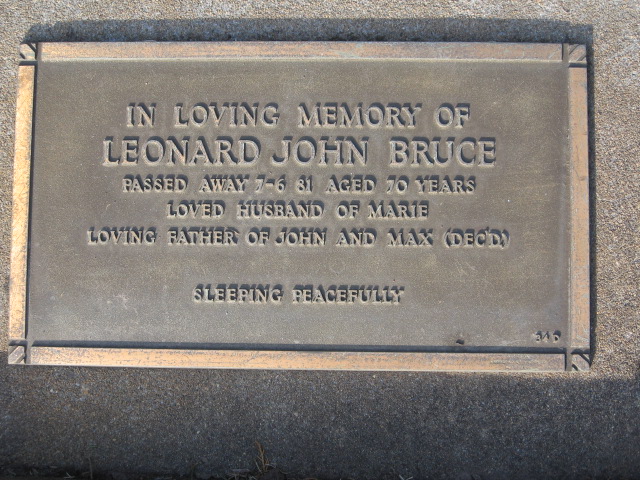 IN LOVING MEMORY OF
LEONARD JOHN BRUCE
PASSED AWAY 7-6 81 AGED 70 YEARS
LOVED HUSBAND OF MARIE
LOVING FATHER OF JOHN AND MAX (DEC'D)
SLEEPING PEACEFULLY